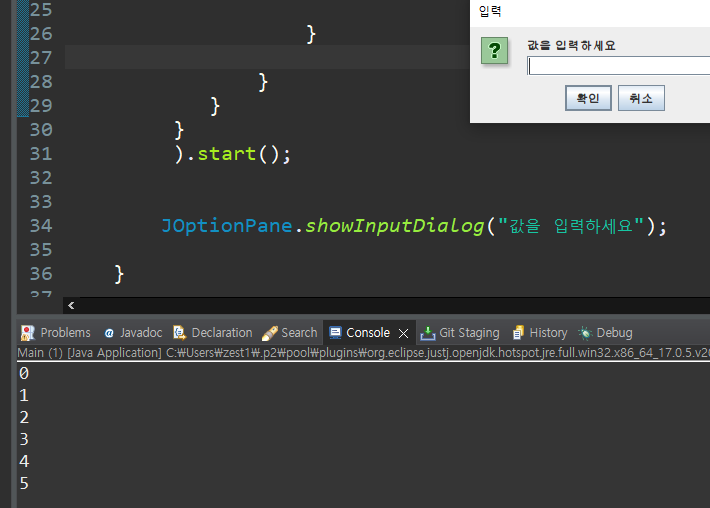 25
26 }
27
28 }
29 }
30 }
31 ).start();
32
33
34 JOptionPane.showInputDialog("값을 입력하세요");
35
36 }
37
입력
값을 입력하세요
확인 취소
Problems Javadoc Declaration Search Console Git Staging History Debug
Main (1) [Java Application] C:₩Users₩zest1₩.p2₩pool₩plugins₩org.eclipse.justj.openjdk.hotspot.jre.full.win32.x86_64_17.0.5.v20
0
1
2
3
4
5